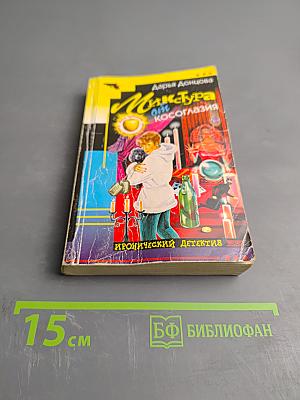 Дарья Донцова
Микстура
от
косоглазия
ИРОНИЧЕСКИЙ ДЕТЕКТИВ
15 см
БФ БИБЛИОФАН